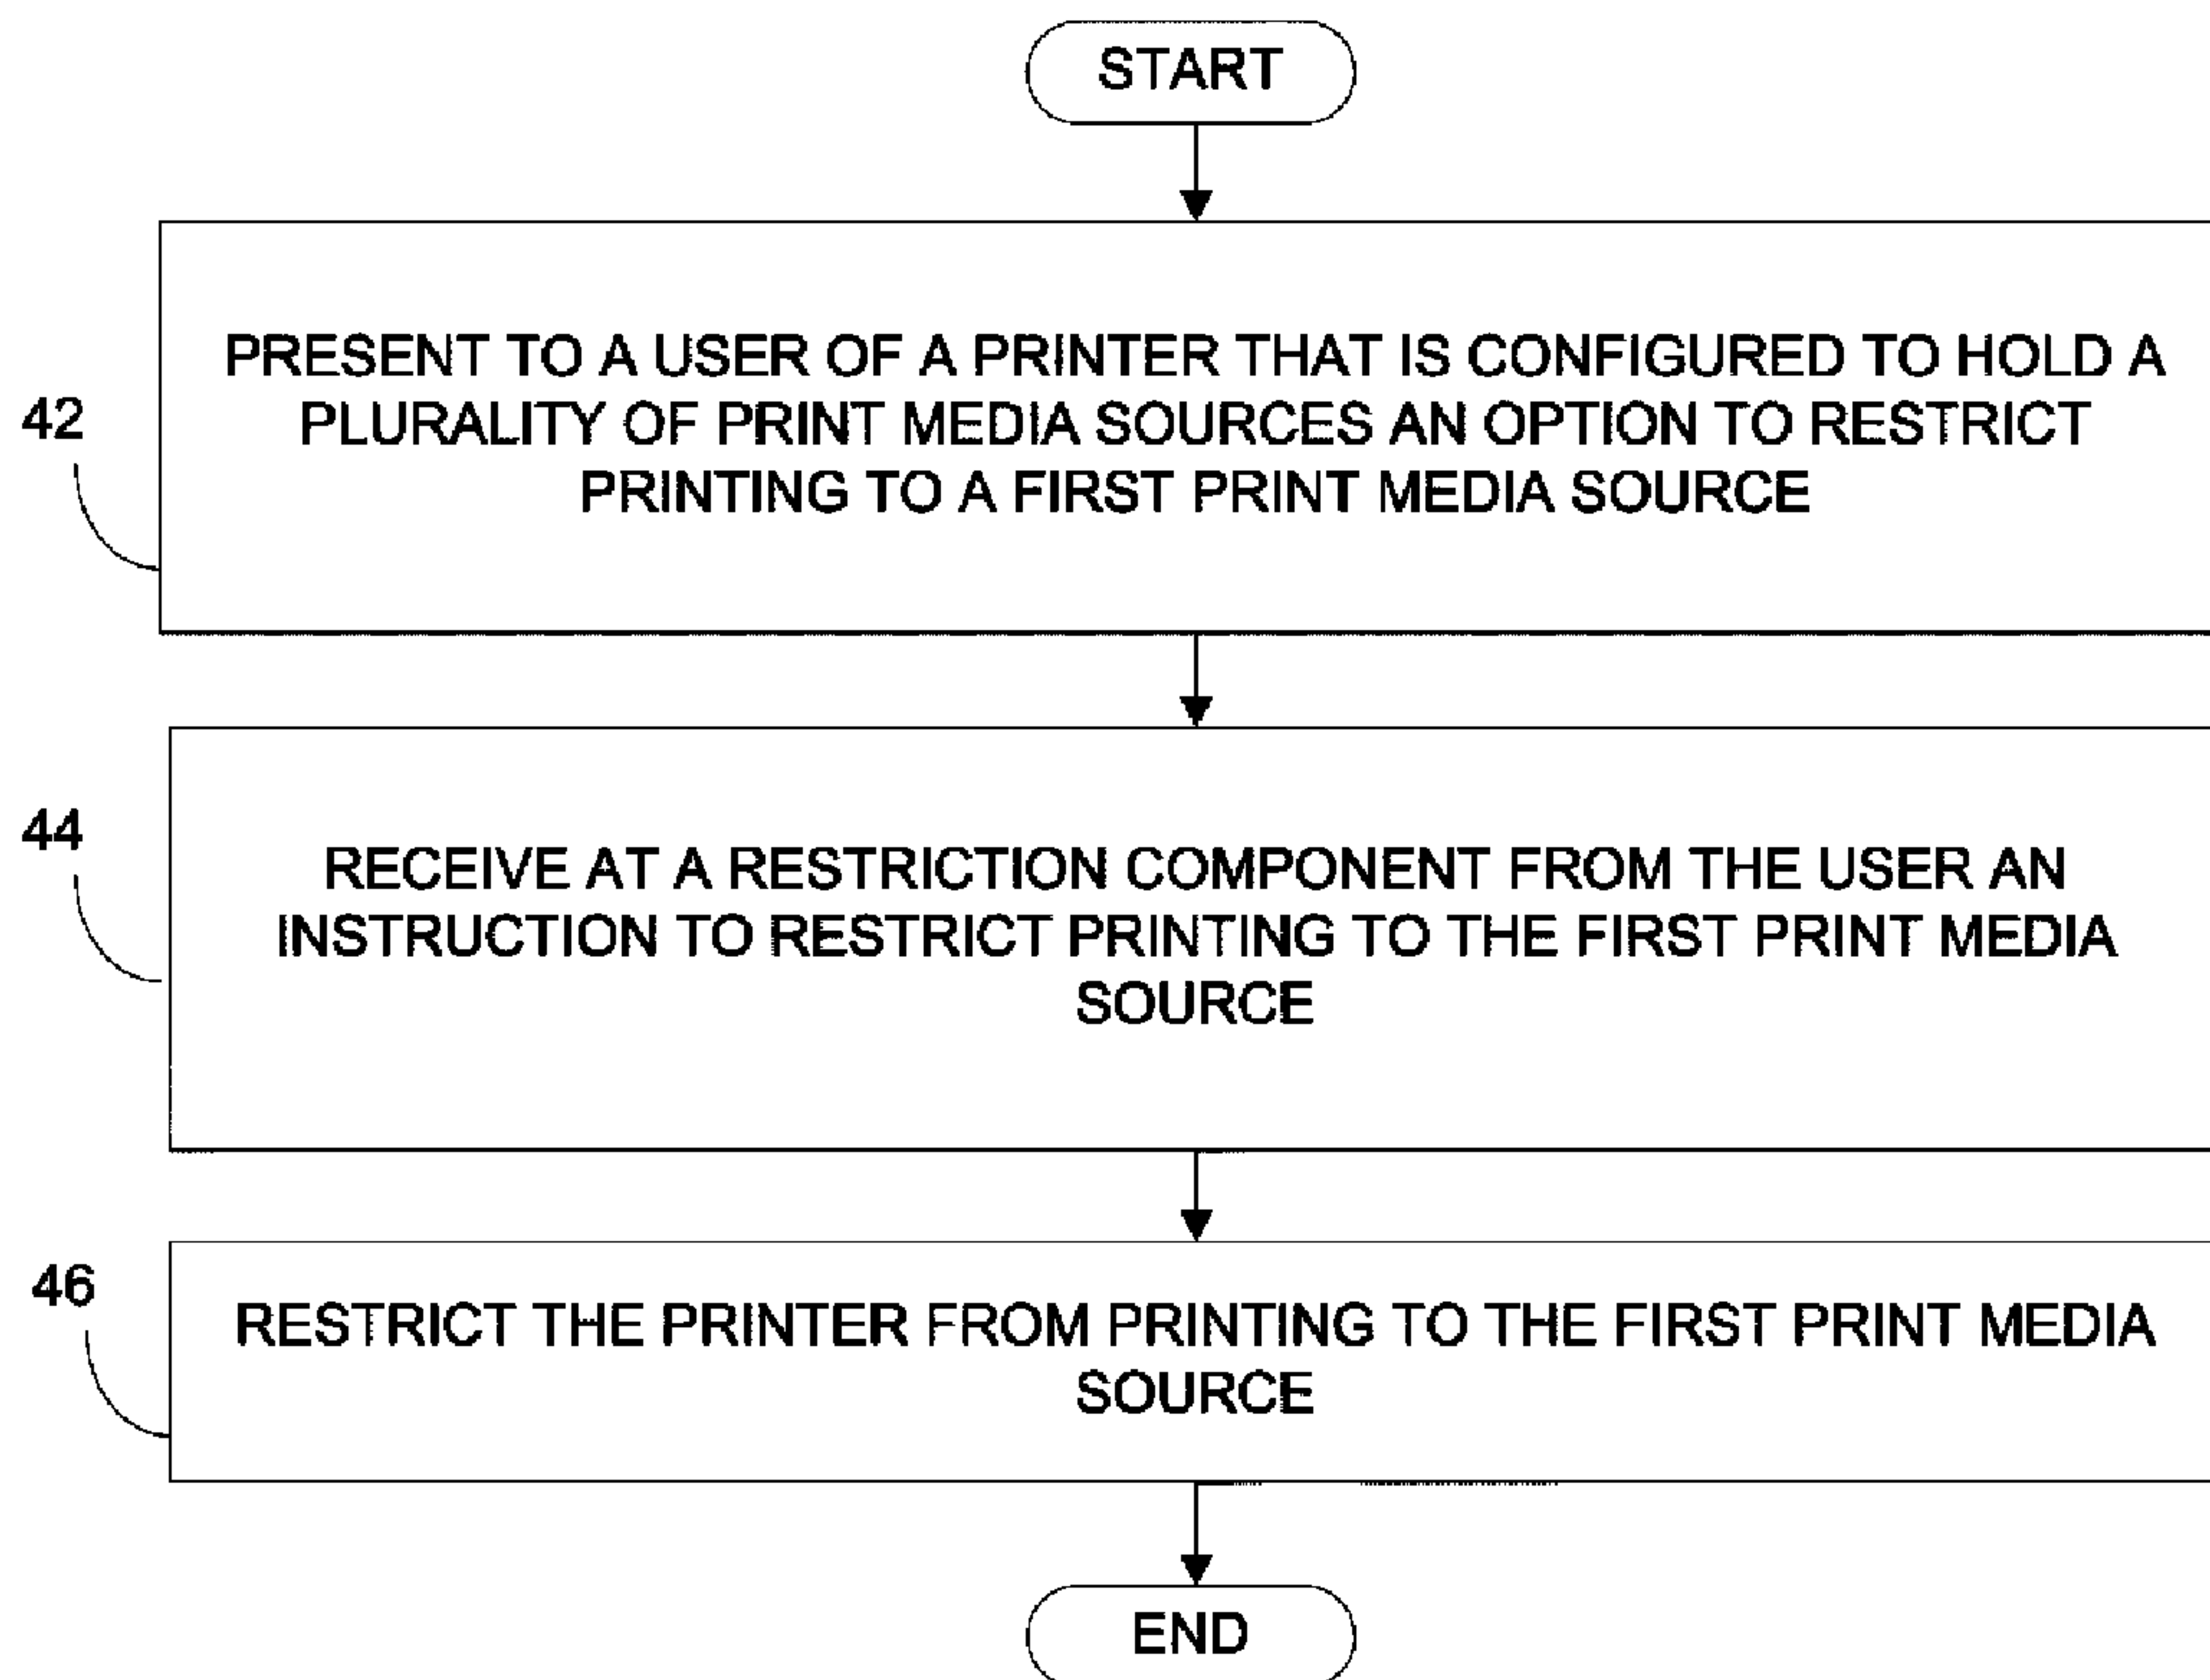 START
42
PRESENT TO A USER OF A PRINTER THAT IS CONFIGURED TO HOLD A
PLURALITY OF PRINT MEDIA SOURCES AN OPTION TO RESTRICT
PRINTING TO A FIRST PRINT MEDIA SOURCE
44
RECEIVE AT A RESTRICTION COMPONENT FROM THE USER AN
INSTRUCTION TO RESTRICT PRINTING TO THE FIRST PRINT MEDIA
SOURCE
46
RESTRICT THE PRINTER FROM PRINTING TO THE FIRST PRINT MEDIA
SOURCE
END